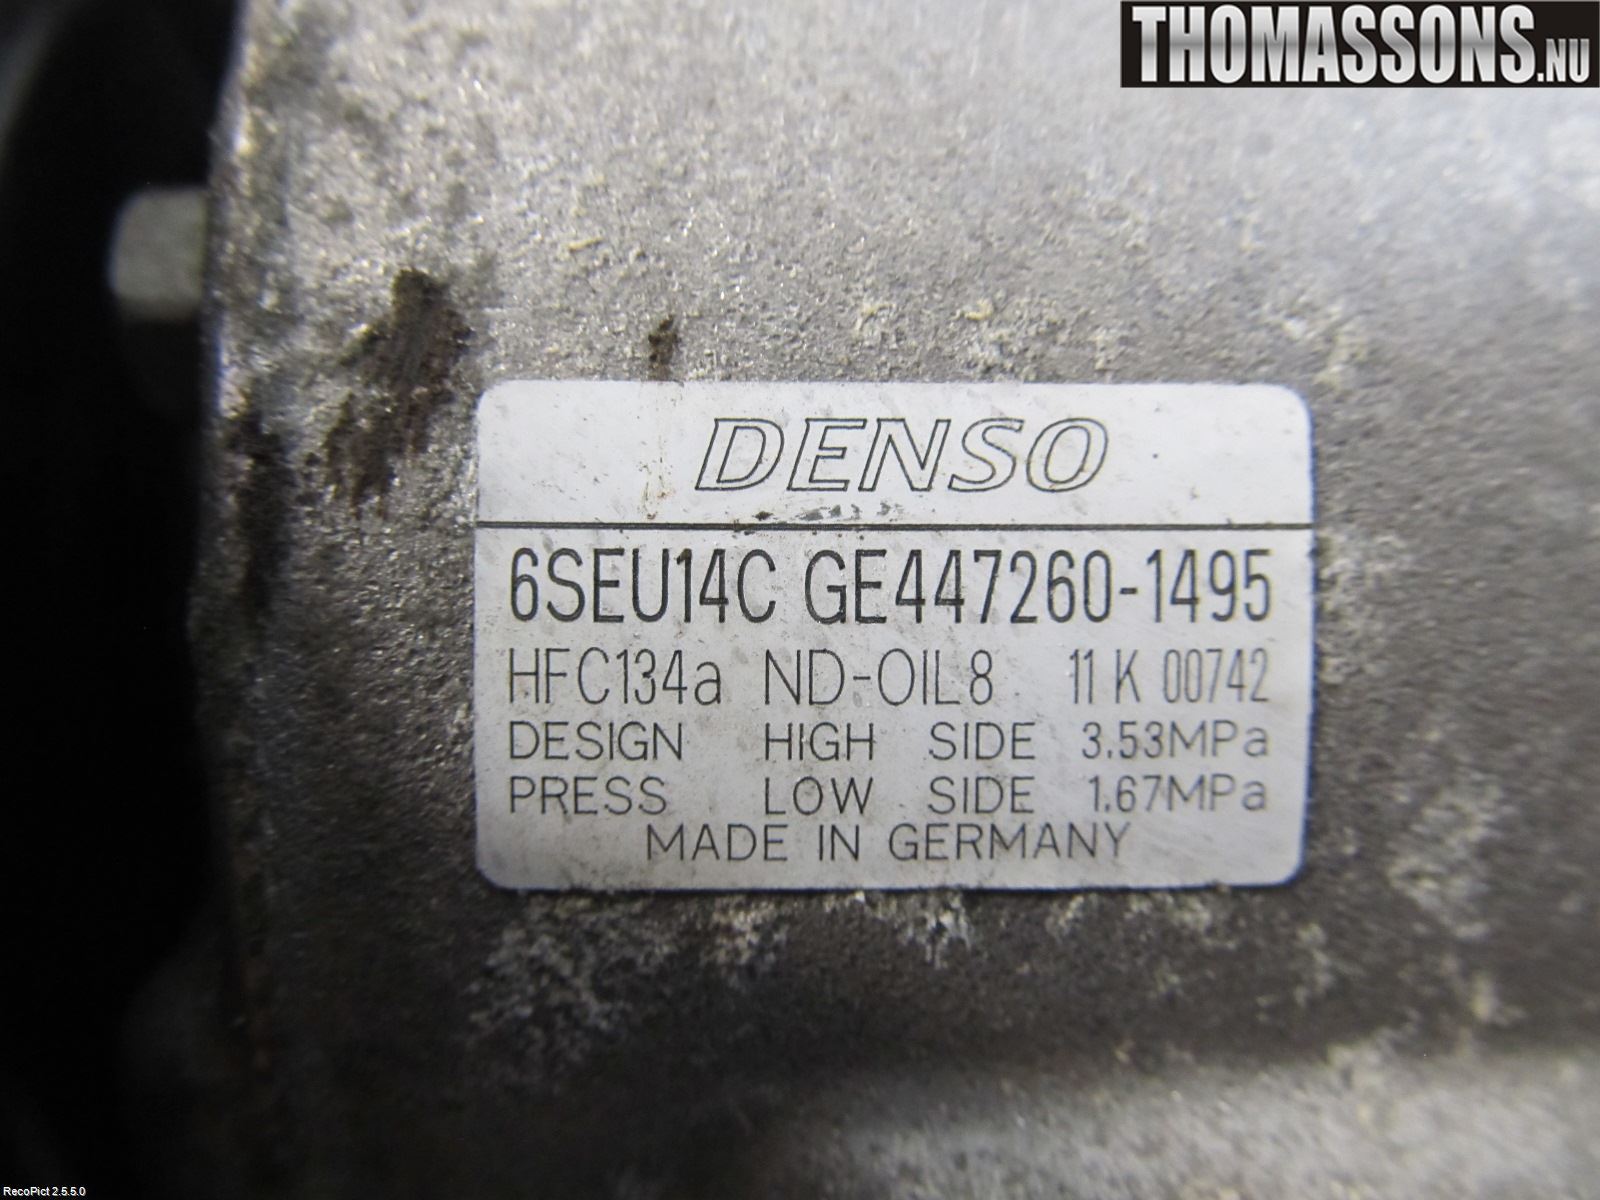 THOMASSONS.NU
DENSO
6SEU14C GE447260-1495
HFC134a ND-OIL8 11 K 00742
DESIGN HIGH SIDE 3.53MPa
PRESS LOW SIDE 1.67MPa
MADE IN GERMANY
RecoPict 2.5.5.0